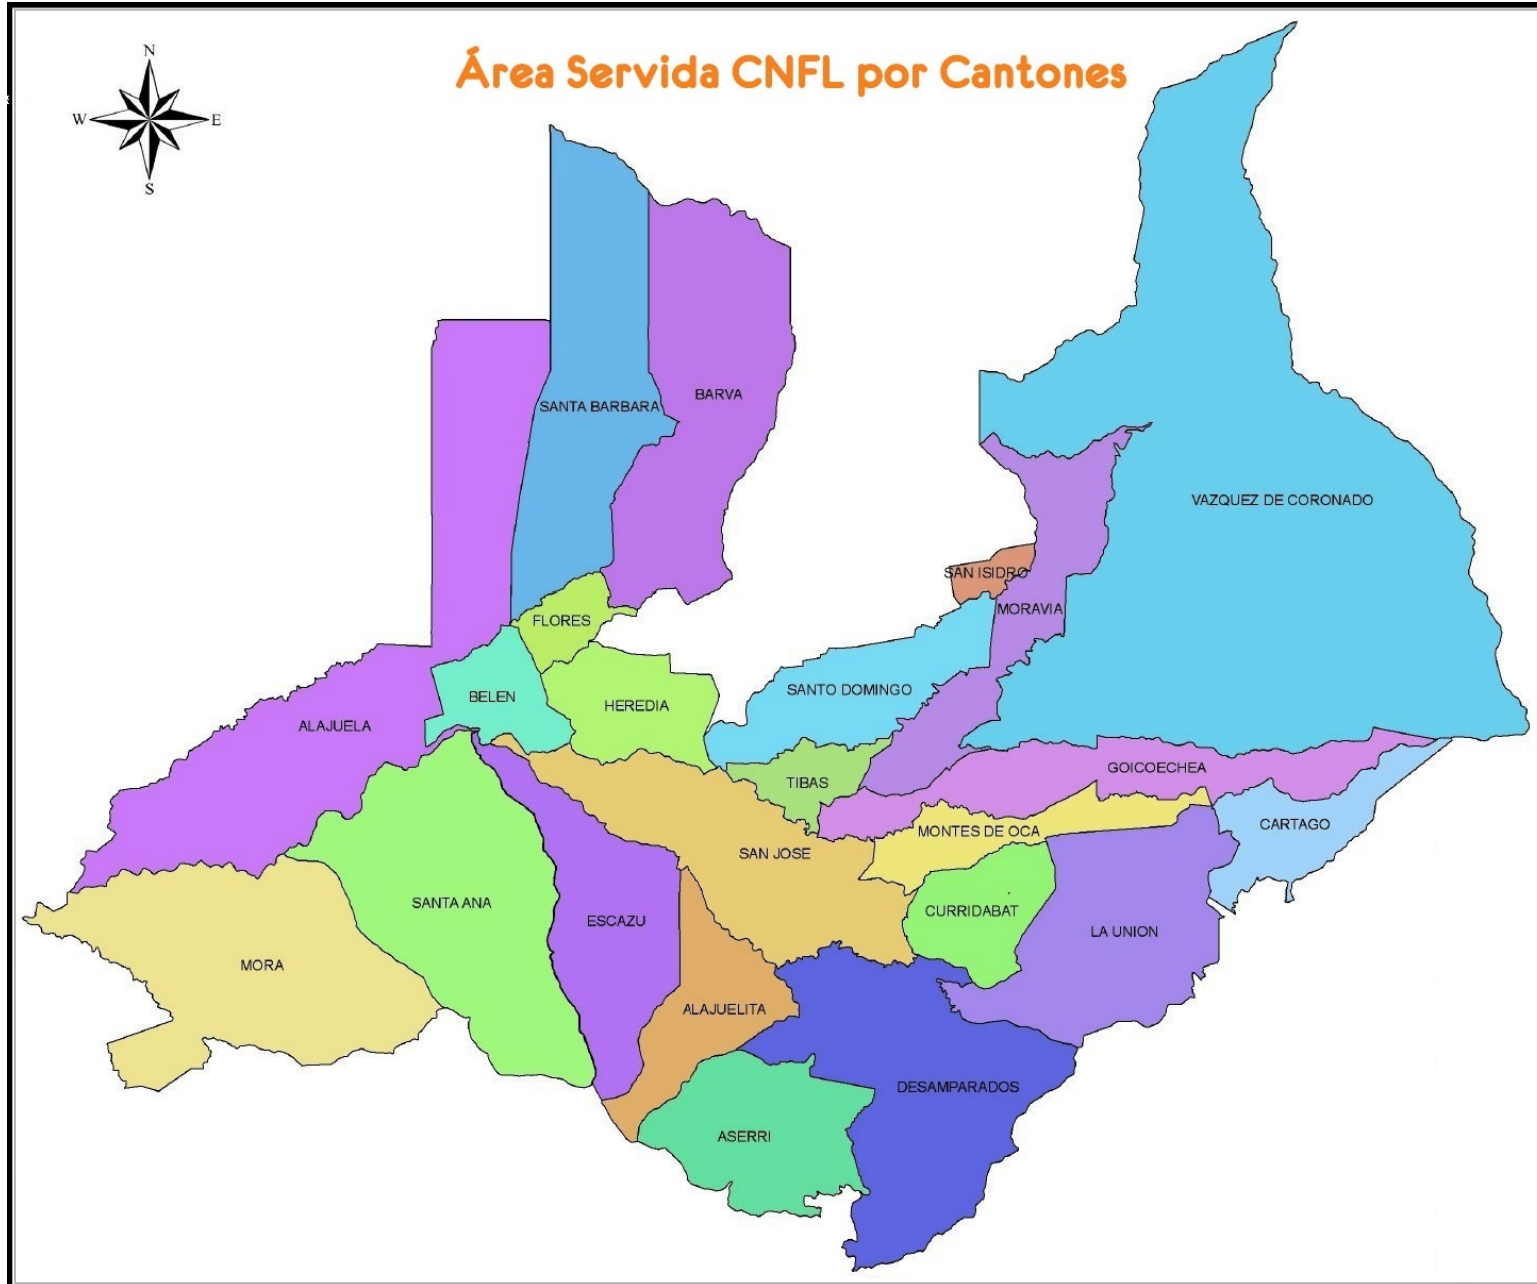 N
W
E
S
Área Servida CNFL por Cantones
SANTA BARBARA
BARVA
VAZQUEZ DE CORONADO
SAN ISIDRO
MORAVIA
FLORES
SANTO DOMINGO
BELEN
HEREDIA
ALAJUELA
GOICOECHEA
TIBAS
CARTAGO
MONTES DE OCA
SAN JOSE
SANTA ANA
CURRIDABAT
ESCAZU
LA UNION
MORA
ALAJUELITA
DESAMPARADOS
ASERRI